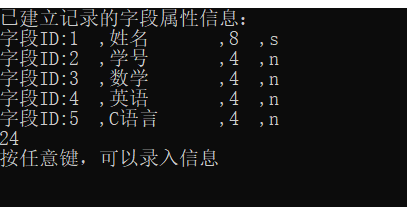 已建立记录的字段属性信息:
字段ID:1 ,姓名 ,8 ,s
字段ID:2 ,学号 ,4 ,n
字段ID:3 ,数学 ,4 ,n
字段ID:4 ,英语 ,4 ,n
字段ID:5 ,C语言 ,4 ,n
24
按任意键，可以录入信息